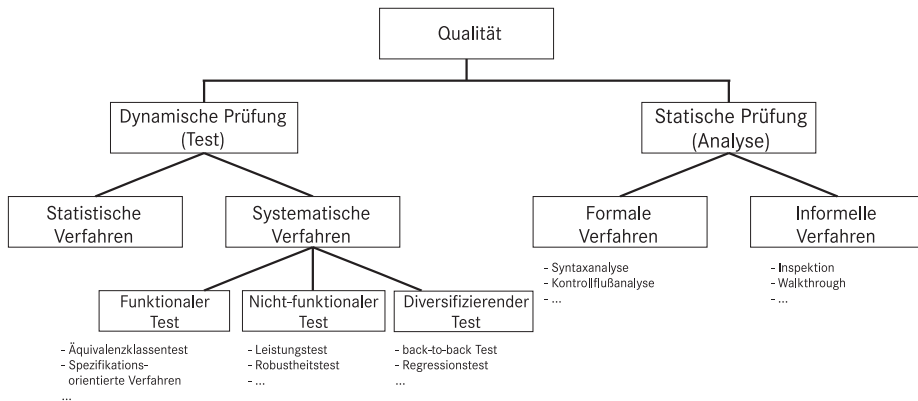 Qualität
Dynamische Prüfung
(Test)
Statische Prüfung
(Analyse)
Statistische
Verfahren
Systematische
Verfahren
Formale
Verfahren
Informelle
Verfahren
- Syntaxanalyse
- Kontrollflußanalyse
- ...
- Inspektion
- Walkthrough
- ...
Funktionaler
Test
Nicht-funktionaler
Test
Diversifizierender
Test
- Äquivalenzklassentest
- Spezifikations-
orientierte Verfahren
...
- Leistungstest
- Robustheitstest
- ...
- back-to-back Test
- Regressionstest
...